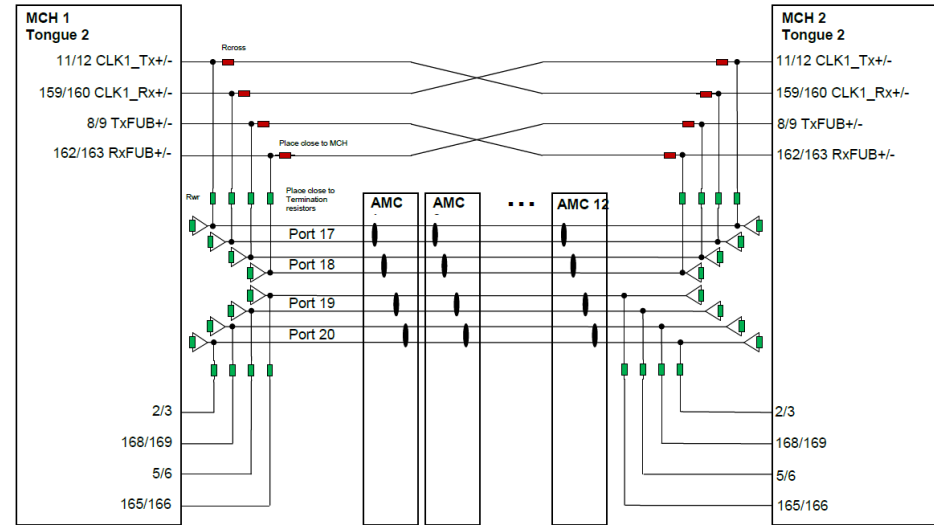 MCH 1
Tongue 2
MCH 2
Tongue 2
Rcross
11/12 CLK1_Tx+/-
11/12 CLK1_Tx+/-
159/160 CLK1_Rx+/-
159/160 CLK1_Rx+/-
8/9 TxFUB+/-
8/9 TxFUB+/-
162/163 RxFUB+/-
Place close to MCH
162/163 RxFUB+/-
Rwr
Place close to
Termination
resistors
AMC
AMC
...
AMC 12
Port 17
Port 18
Port 19
Port 20
2/3
2/3
168/169
168/169
5/6
5/6
165/166
165/166